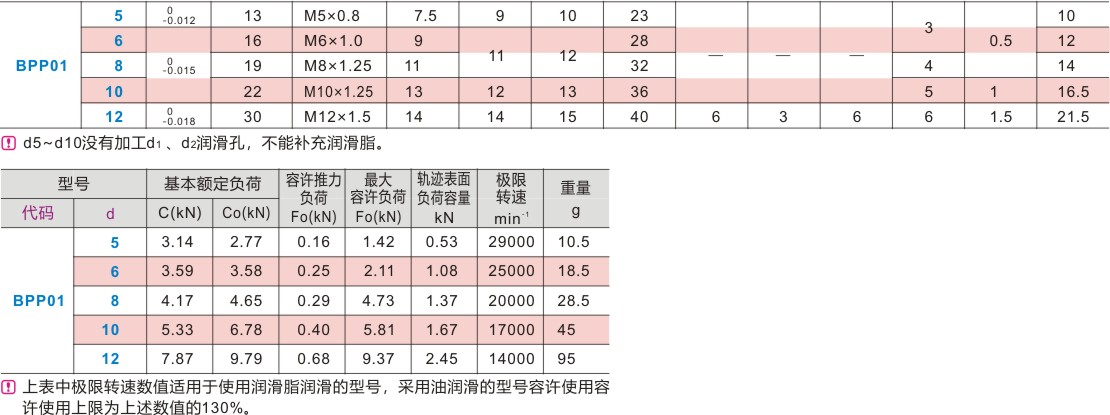 5 0 -0.012 13 M5×0.8 7.5 9 10 23 3 10
6 16 M6×1.0 9 11 12 28 — — — 0.5 12
BPP01 8 0 -0.015 19 M8×1.25 11 32 4 14
10 22 M10×1.25 13 12 13 36 5 1 16.5
12 0 -0.018 30 M12×1.5 14 14 15 40 6 3 6 6 1.5 21.5
! d5~d10没有加工d1、d2润滑孔，不能补充润滑脂。
型号 基本额定负荷 容许推力负荷 Fo(kN) 最大容许负荷 Fo(kN) 轨迹表面负荷容量 kN 极限转速 min-1 重量 g
代码 d C(kN) Co(kN)
5 3.14 2.77 0.16 1.42 0.53 29000 10.5
6 3.59 3.58 0.25 2.11 1.08 25000 18.5
BPP01 8 4.17 4.65 0.29 4.73 1.37 20000 28.5
10 5.33 6.78 0.40 5.81 1.67 17000 45
12 7.87 9.79 0.68 9.37 2.45 14000 95
! 上表中极限转速数值适用于使用润滑脂润滑的型号，采用油润滑的型号容许使用容
许使用上限为上述数值的130%。